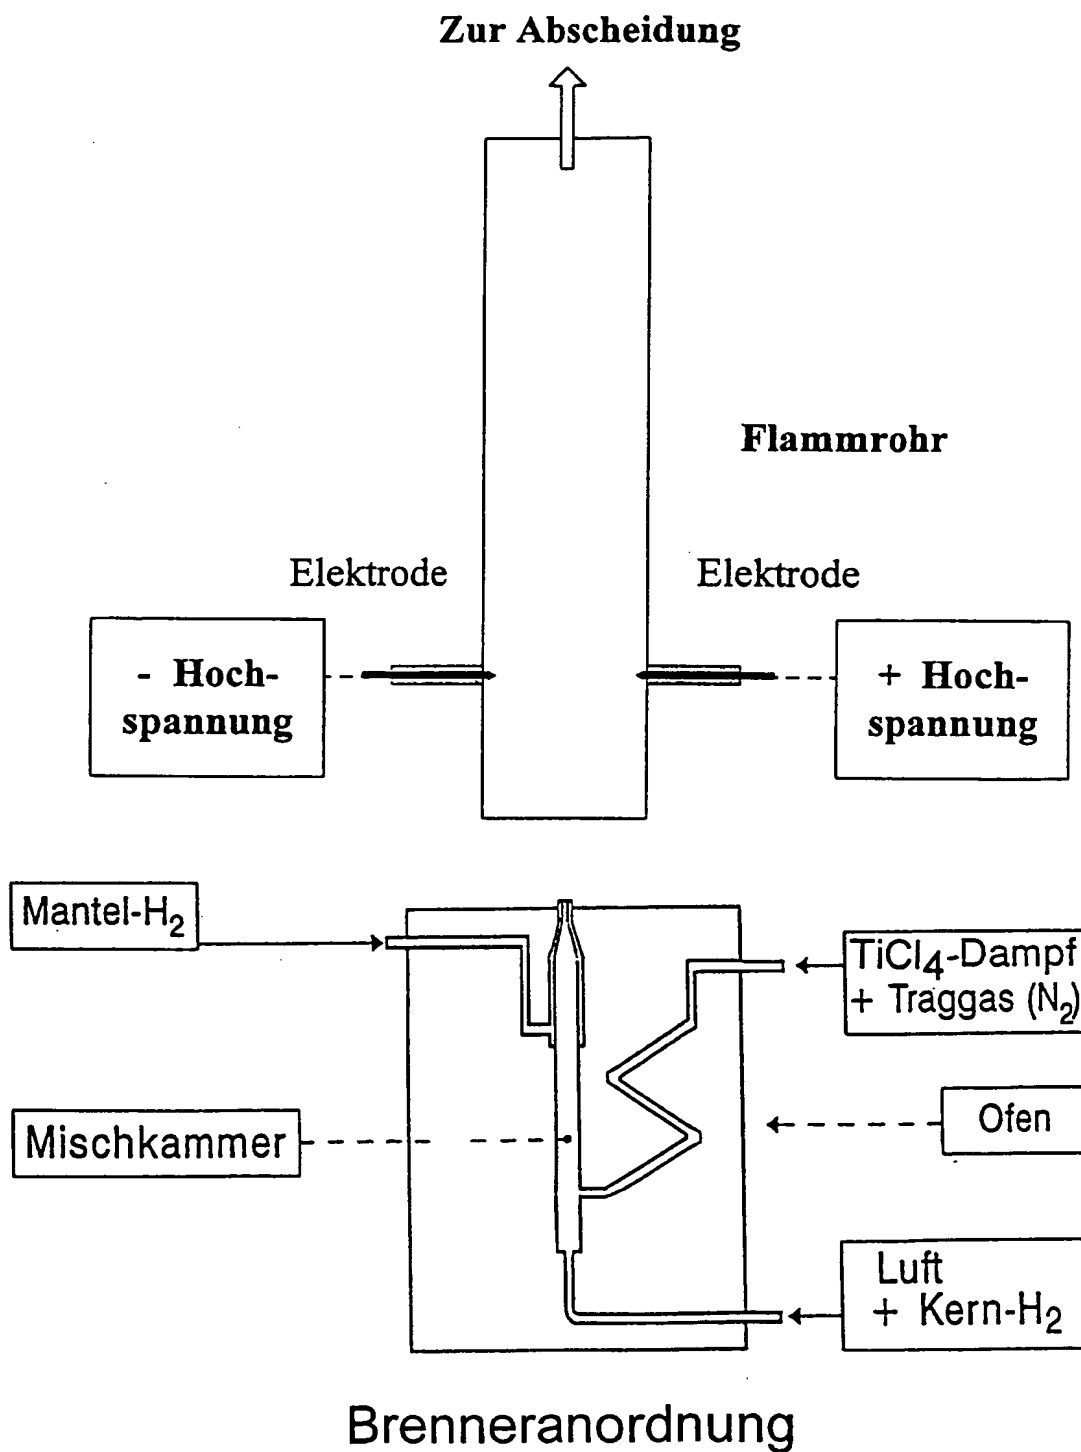 Zur Abscheidung
Flammrohr
Elektrode
Elektrode
- Hoch-
spannung
+ Hoch-
spannung
Mantel-H₂
TiCl₄-Dampf
+ Traggas (N₂)
Mischkammer
Ofen
Luft
+ Kern-H₂
Brenneranordnung